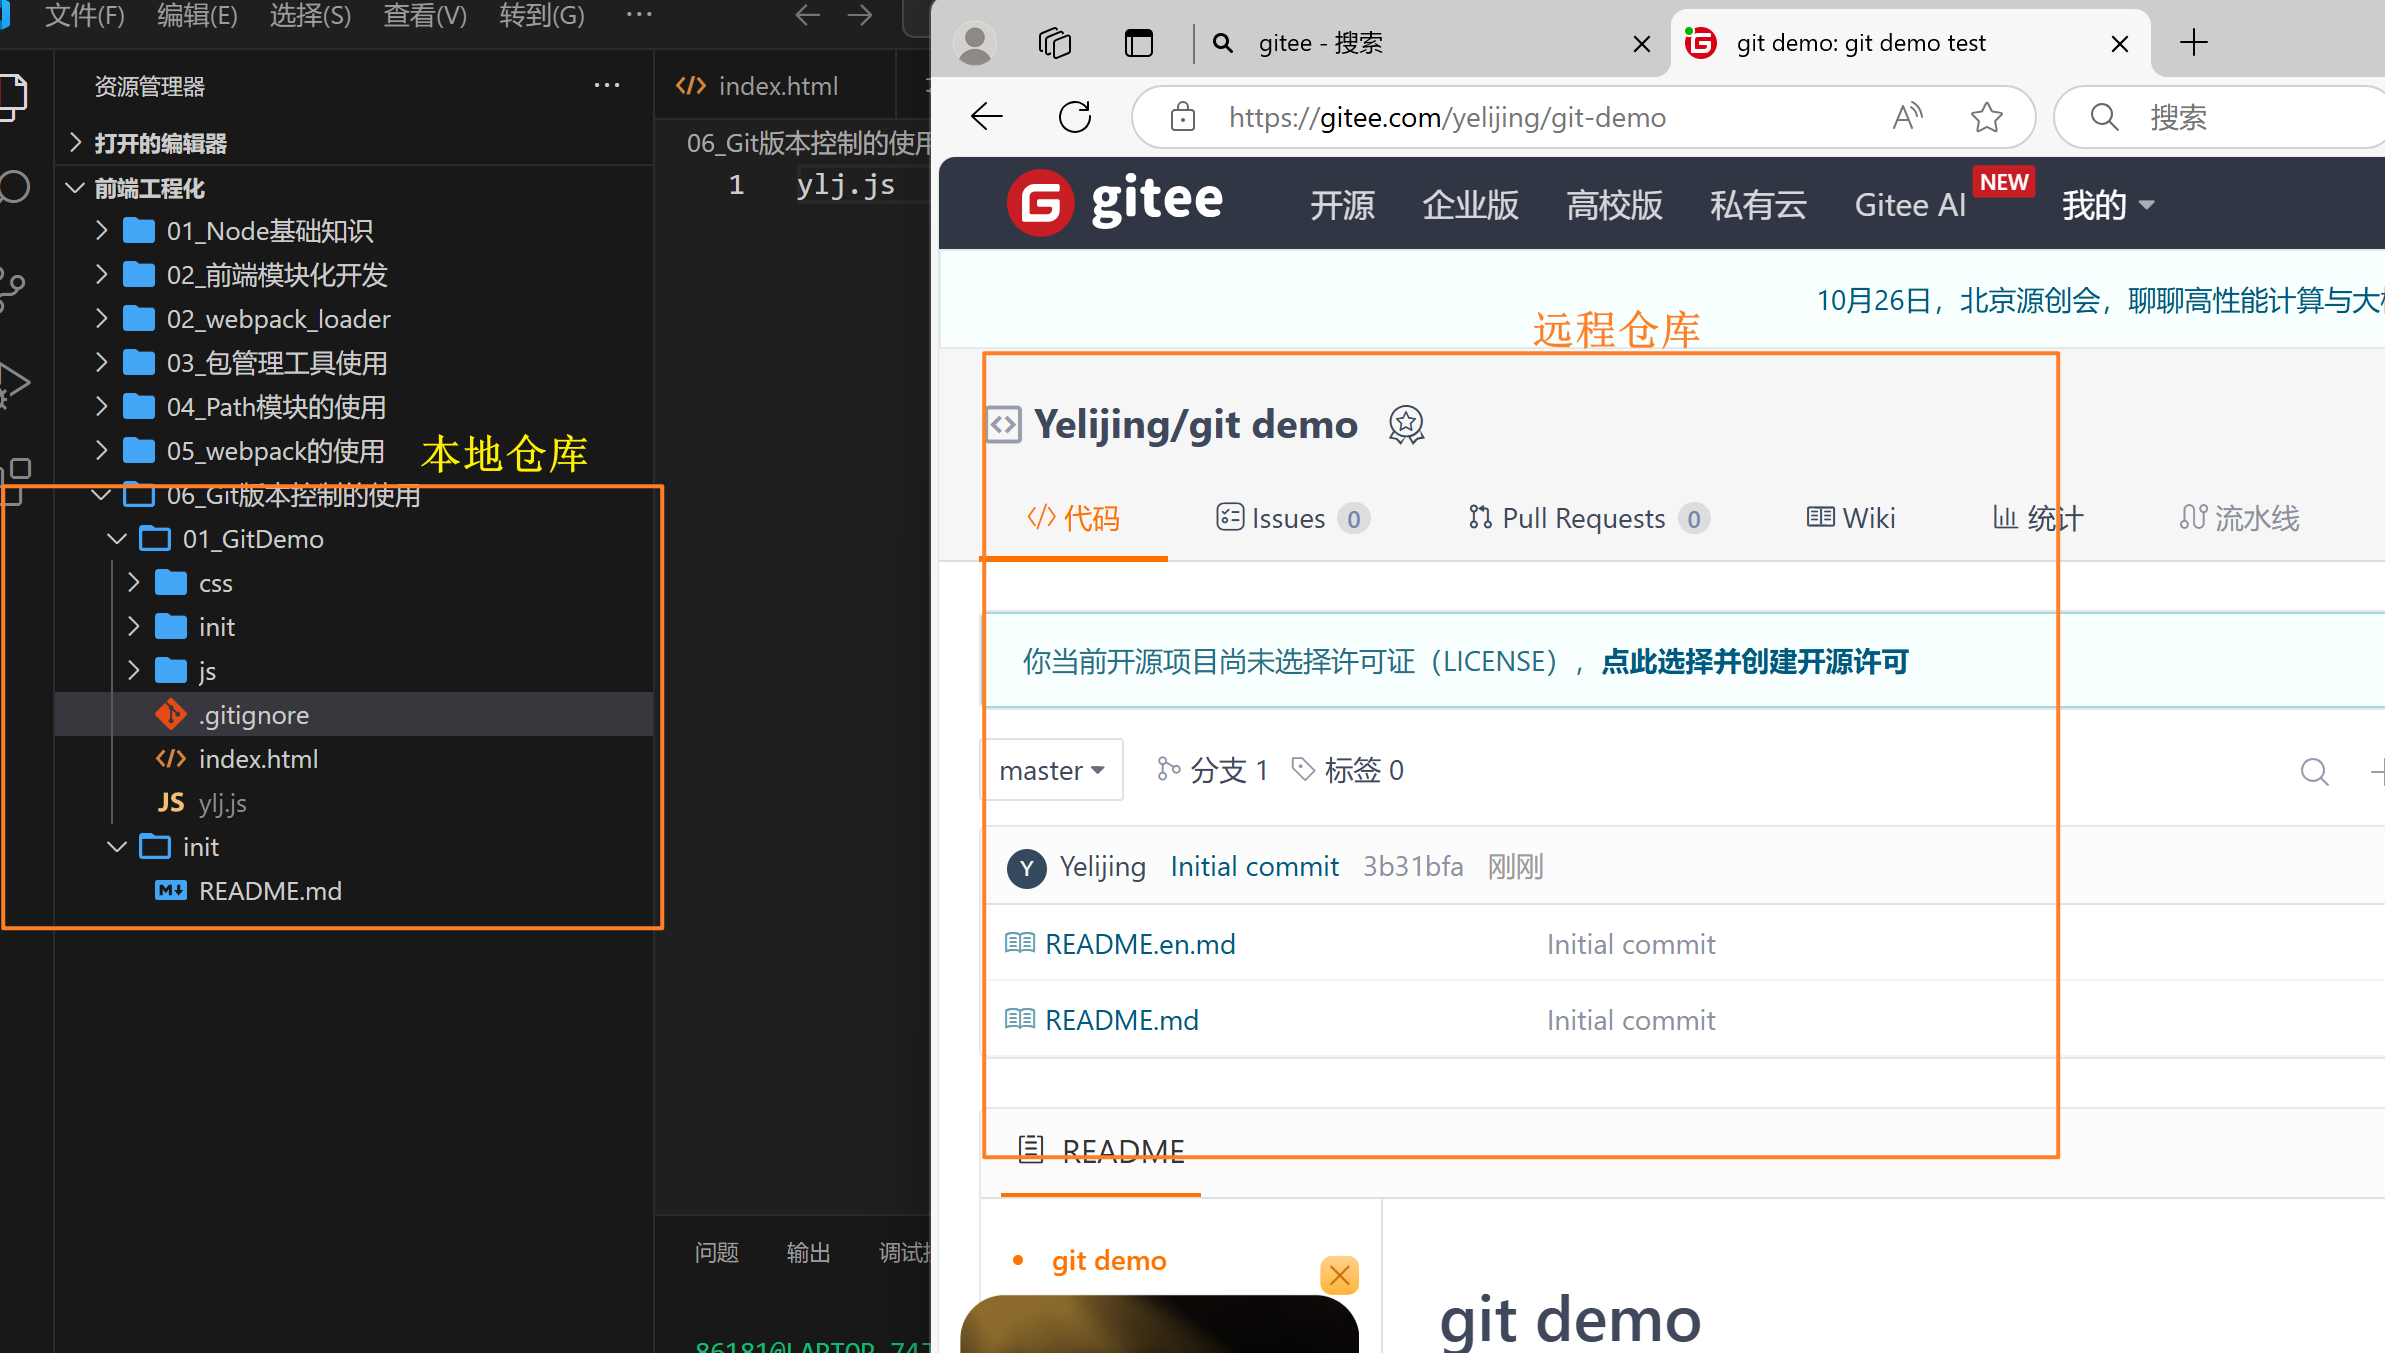 文件(F) 编辑(E) 选择(S) 查看(V) 转到(G) ···
资源管理器 ···
打开的编辑器
前端工程化
01_Node基础知识
02_前端模块化开发
02_webpack_loader
03_包管理工具使用
04_Path模块的使用
05_webpack的使用
本地仓库
06_Git版本控制的使用
01_GitDemo
css
init
js
.gitignore
index.html
JS ylj.js
init
README.md
index.html
06_Git版本控制的使用
1 ylj.js
问题 输出 调试
86181@LAPTOP-747
gitee - 搜索
git demo: git demo test
https://gitee.com/yelijing/git-demo
搜索
gitee 开源 企业版 高校版 私有云 Gitee AI NEW 我的
10月26日，北京源创会，聊聊高性能计算与大
远程仓库
Yelijing/git demo
代码 Issues 0 Pull Requests 0 Wiki 统计 流水线
你当前开源项目尚未选择许可证（LICENSE），点此选择并创建开源许可
master 分支 1 标签 0
Y Yelijing Initial commit 3b31bfa 刚刚
README.en.md Initial commit
README.md Initial commit
README
git demo
git demo